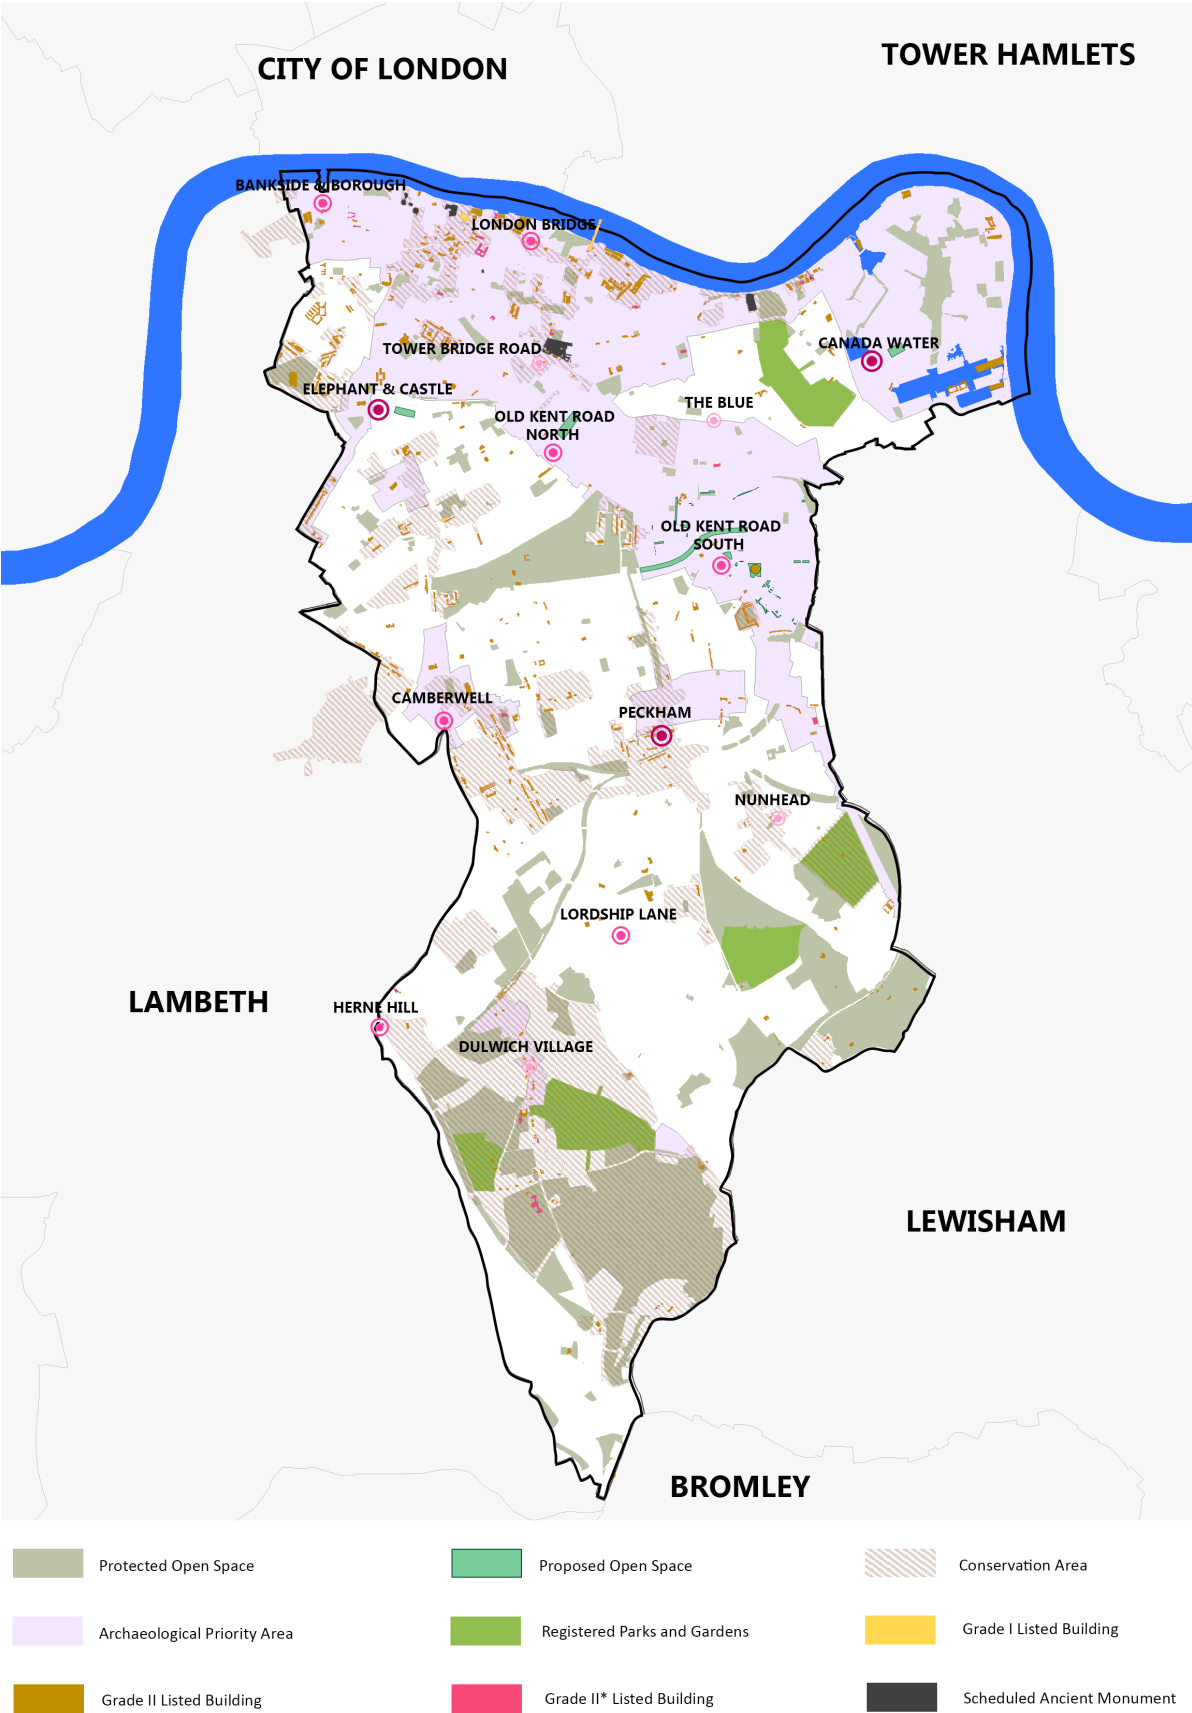 CITY OF LONDON
TOWER HAMLETS
BANKSIDE & BOROUGH
LONDON BRIDGE
TOWER BRIDGE ROAD
CANADA WATER
ELEPHANT & CASTLE
THE BLUE
OLD KENT ROAD
NORTH
OLD KENT ROAD
SOUTH
CAMBERWELL
PECKHAM
NUNHEAD
LORDSHIP LANE
LAMBETH
HERNE HILL
DULWICH VILLAGE
LEWISHAM
BROMLEY
Protected Open Space
Proposed Open Space
Conservation Area
Archaeological Priority Area
Registered Parks and Gardens
Grade I Listed Building
Grade II Listed Building
Grade II* Listed Building
Scheduled Ancient Monument